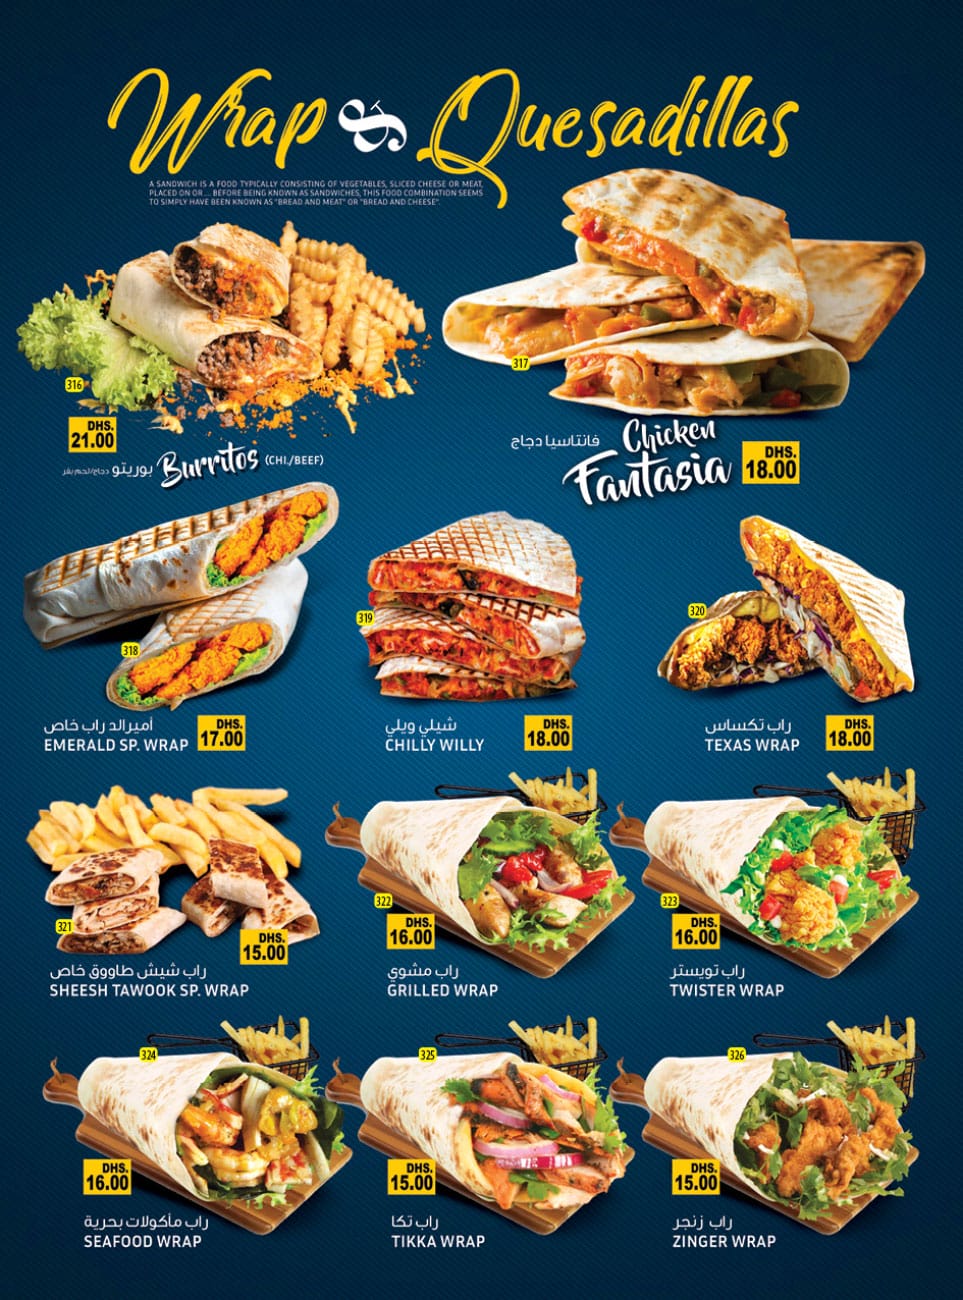 Wrap & Quesadillas
A SANDWICH IS A FOOD TYPICALLY CONSISTING OF VEGETABLES, SLICED CHEESE OR MEAT,
PLACED ON OR.... BEFORE BEING KNOWN AS SANDWICHES, THIS FOOD COMBINATION SEEMS
TO SIMPLY HAVE BEEN KNOWN AS "BREAD AND MEAT" OR "BREAD AND CHEESE".
316
DHS.
21.00
بوريتو دجاج/لحم بقر
Burritos (CHI./BEEF)
317
فانتاسيا دجاج
Chicken
Fantasia
DHS.
18.00
318
أميرالد راب خاص
EMERALD SP. WRAP
DHS.
17.00
319
شيلي ويلي
CHILLY WILLY
DHS.
18.00
320
راب تكساس
TEXAS WRAP
DHS.
18.00
321
DHS.
15.00
راب شيش طاووق خاص
SHEESH TAWOOK SP. WRAP
322
DHS.
16.00
راب مشوي
GRILLED WRAP
323
DHS.
16.00
راب تويستر
TWISTER WRAP
324
DHS.
16.00
راب مأكولات بحرية
SEAFOOD WRAP
325
DHS.
15.00
راب تكا
TIKKA WRAP
326
DHS.
15.00
راب زنجر
ZINGER WRAP